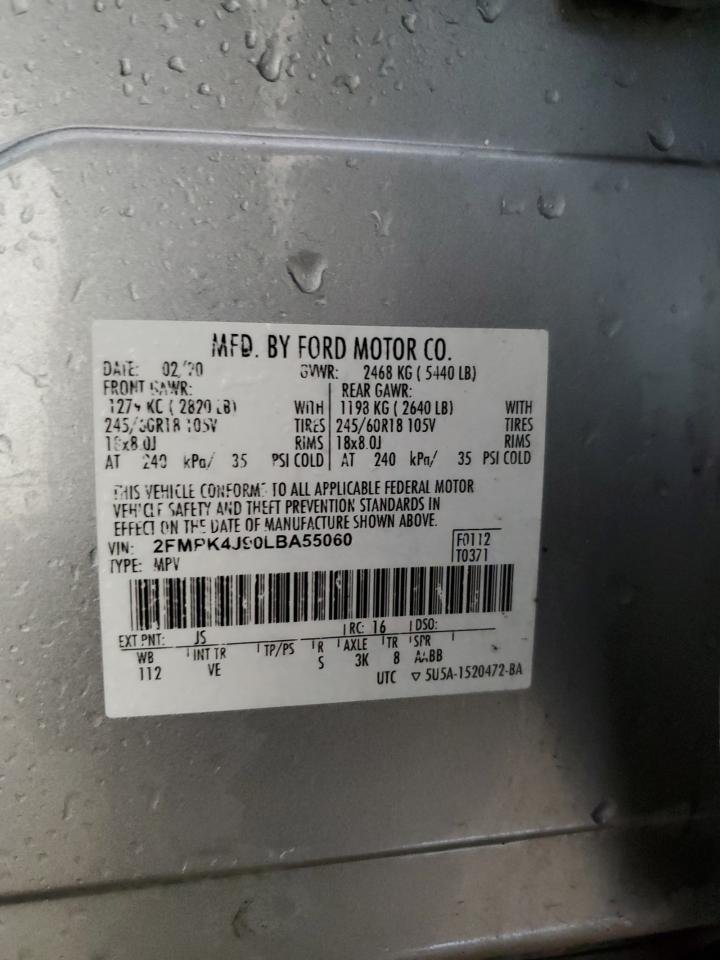 MFD. BY FORD MOTOR CO.
DATE: 02/20 GVWR: 2468 KG ( 5440 LB)
FRONT GAWR: REAR GAWR:
1279 KG ( 2820 LB) WITH 1198 KG ( 2640 LB) WITH
245/60R18 105V TIRES 245/60R18 105V TIRES
18x8.0J RIMS 18x8.0J RIMS
AT 240 kPa/ 35 PSI COLD AT 240 kPa/ 35 PSI COLD
THIS VEHICLE CONFORMS TO ALL APPLICABLE FEDERAL MOTOR
VEHICLE SAFETY AND THEFT PREVENTION STANDARDS IN
EFFECT ON THE DATE OF MANUFACTURE SHOWN ABOVE.
VIN: 2FMPK4J90LBA55060 F0112
TYPE: MPV T0371
EXT PNT: JS RC: 16 DSO:
WB INT TR TP/PS R AXLE TR SPR
112 VE S 3K 8 AABB
UTC ▽ 5U5A-1520472-BA